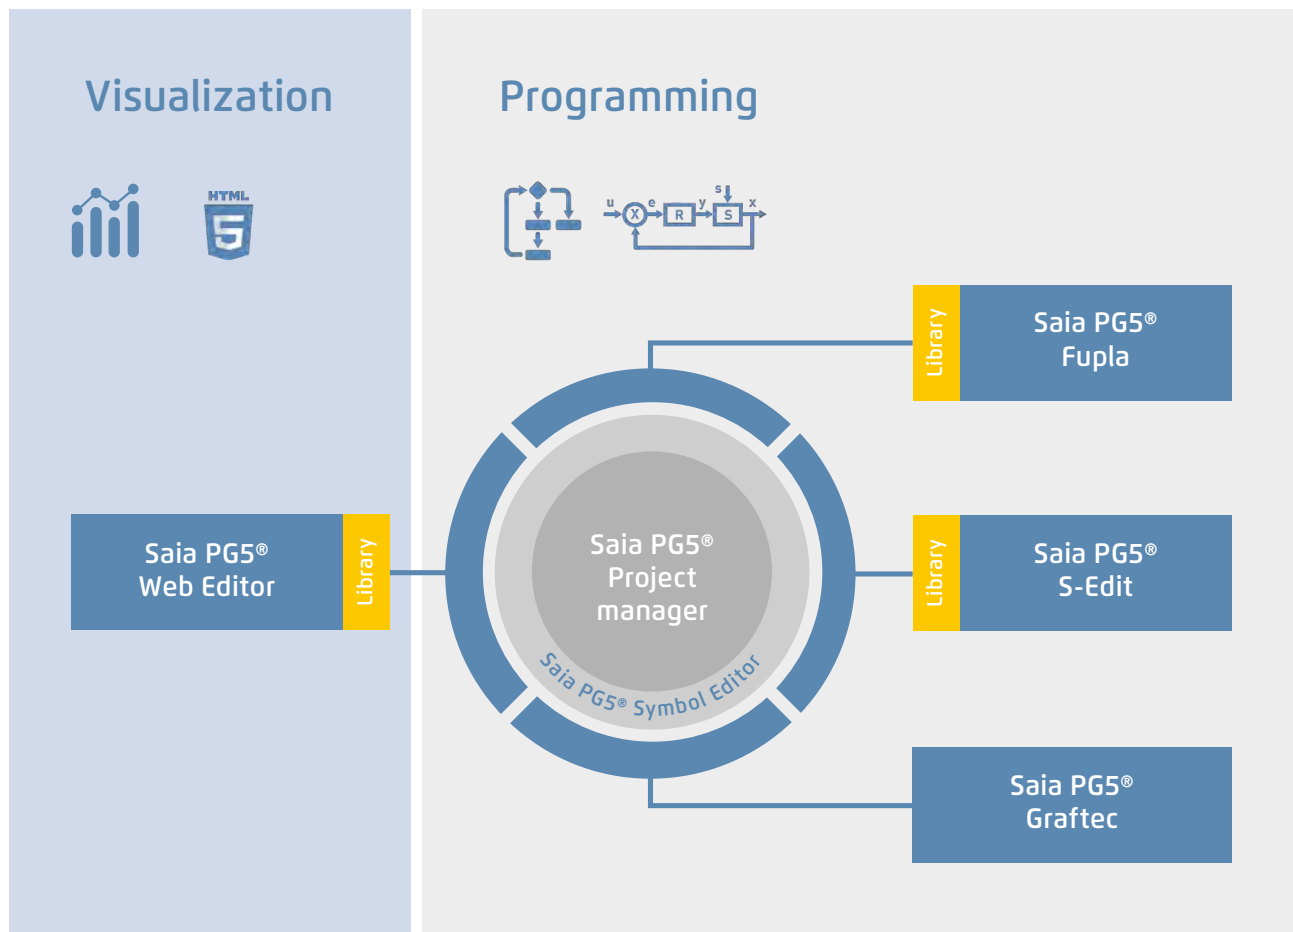 Visualization
HTML
5
Programming
u
X
e
R
y
s
S
x
Library
Saia PG5®
Fupla
Saia PG5®
Web Editor
Library
Saia PG5®
Project
manager
Saia PG5® Symbol Editor
Library
Saia PG5®
S-Edit
Saia PG5®
Graftec